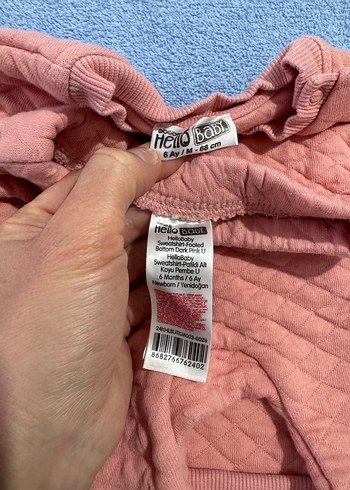 HELLO baby.
6 Ay / M - 68 cm
HELLO baby.
HelloBaby
Sweatshirt-Footed
Bottom Dark Pink U
HelloBaby
Sweatshirt-Patikli Alt
Koyu Pembe U
6 Months / 6 Ay
Newborn / Yenidoğan
8682766762402